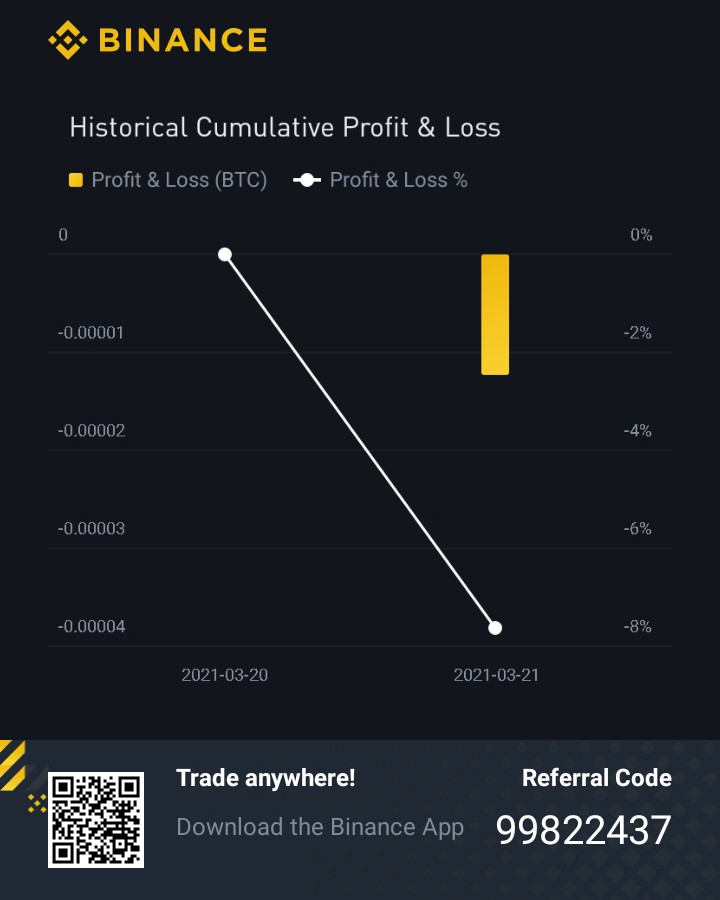 BINANCE
Historical Cumulative Profit & Loss
Profit & Loss (BTC) Profit & Loss %
0 0%
-0.00001 -2%
-0.00002 -4%
-0.00003 -6%
-0.00004 -8%
2021-03-20 2021-03-21
Trade anywhere! Referral Code
Download the Binance App 99822437